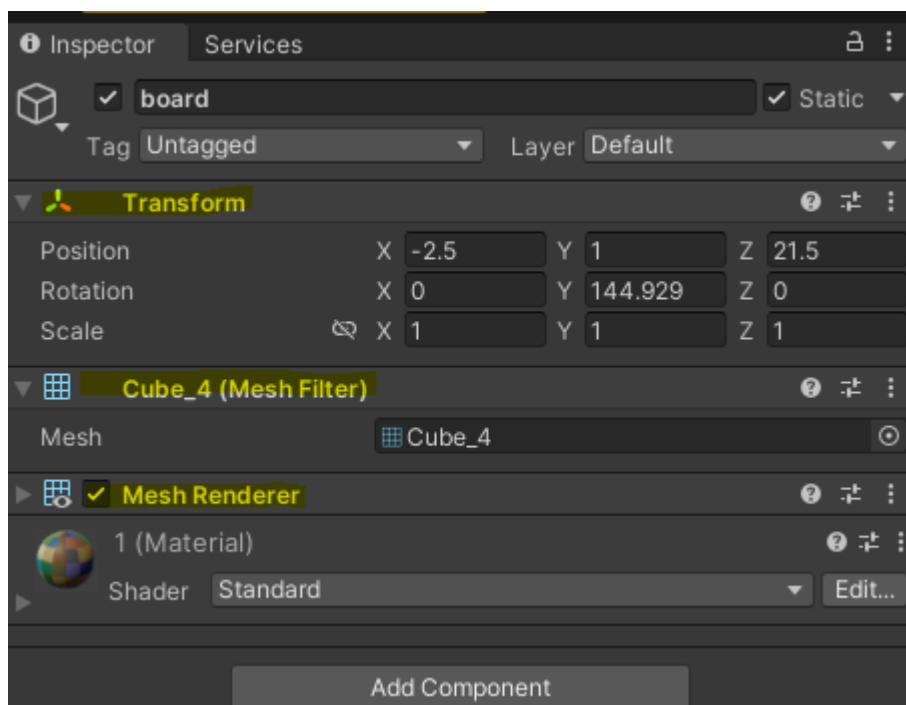 Inspector Services
board Static
Tag Untagged Layer Default
Transform
Position X -2.5 Y 1 Z 21.5
Rotation X 0 Y 144.929 Z 0
Scale X 1 Y 1 Z 1
Cube_4 (Mesh Filter)
Mesh Cube_4
Mesh Renderer
1 (Material)
Shader Standard Edit...
Add Component